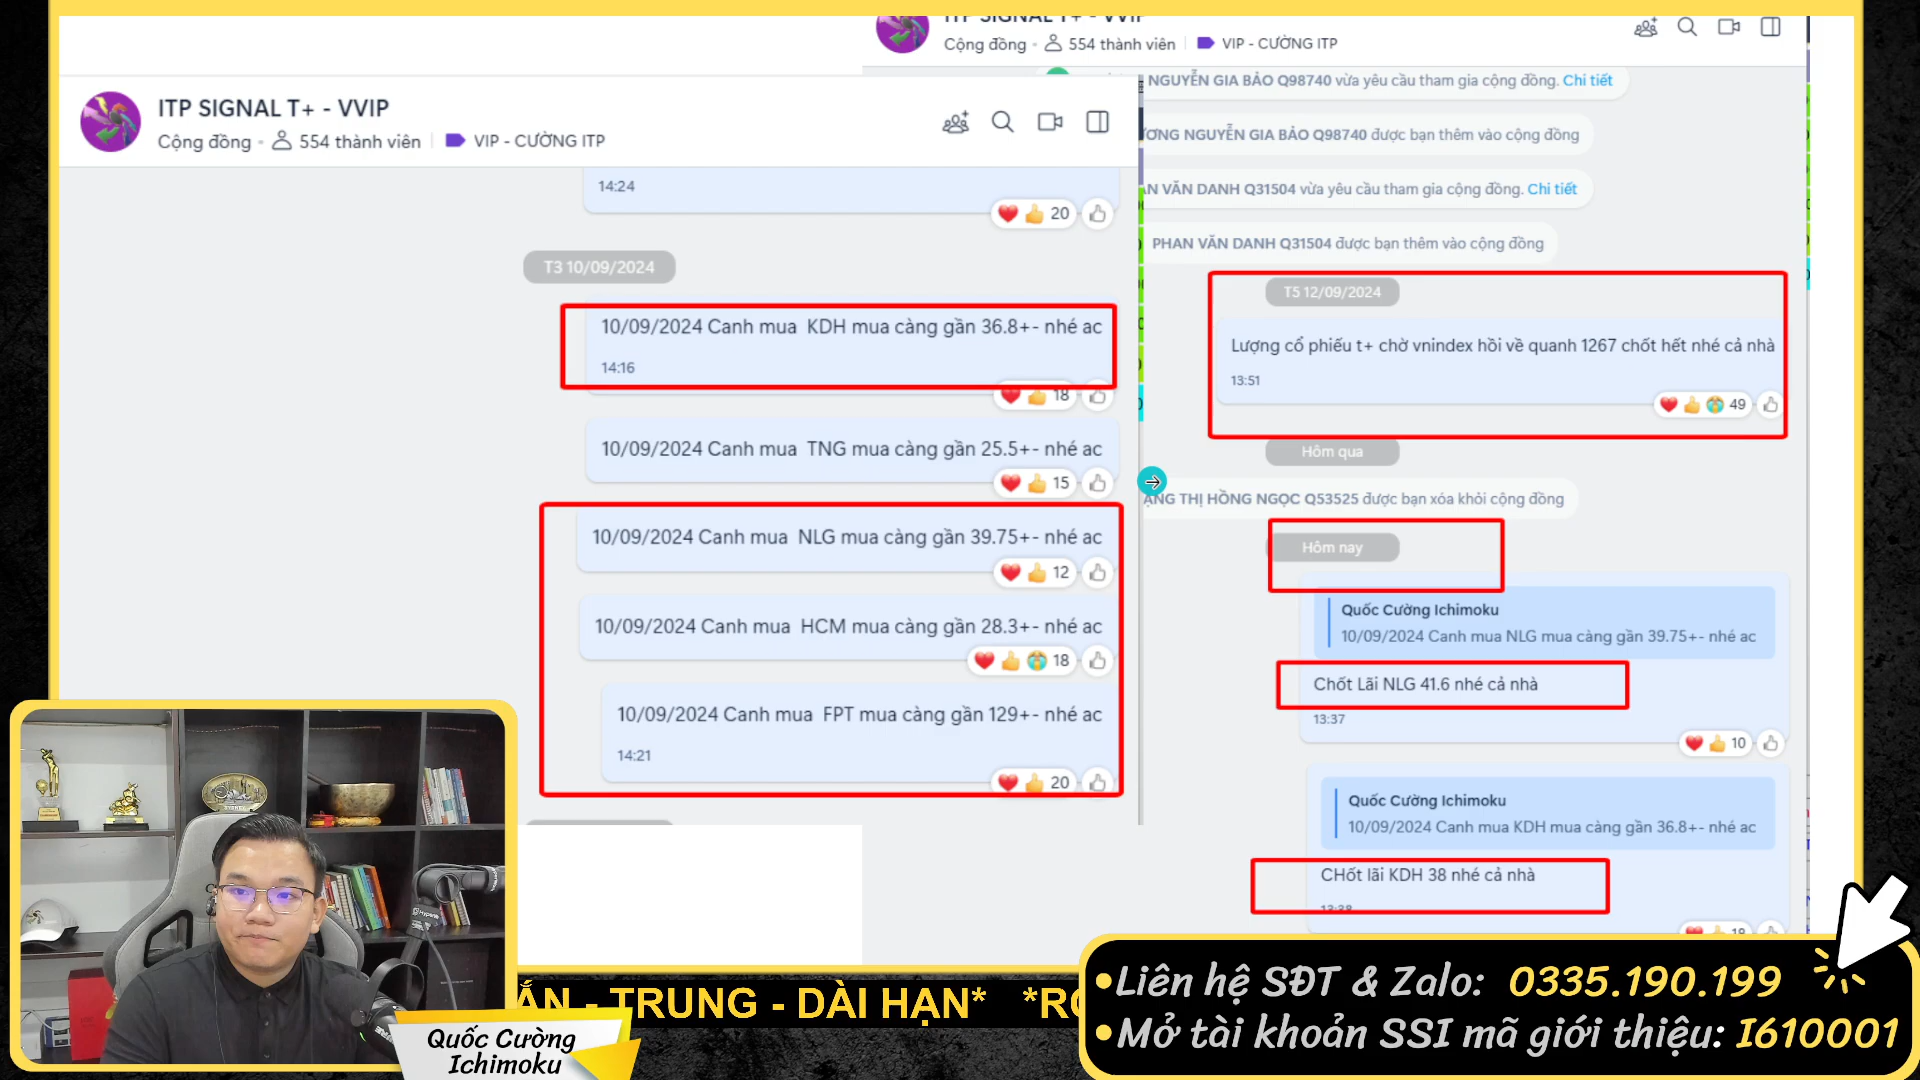 ITP SIGNAL T+ - VVIP
Cộng đồng 554 thành viên VIP - CƯỜNG ITP
14:24
20
T3 10/09/2024
10/09/2024 Canh mua KDH mua càng gần 36.8+- nhé ac
14:16
18
10/09/2024 Canh mua TNG mua càng gần 25.5+- nhé ac
15
10/09/2024 Canh mua NLG mua càng gần 39.75+- nhé ac
12
10/09/2024 Canh mua HCM mua càng gần 28.3+- nhé ac
18
10/09/2024 Canh mua FPT mua càng gần 129+- nhé ac
14:21
20
ITP SIGNAL T+ - VVIP
Cộng đồng 554 thành viên VIP - CƯỜNG ITP
NGUYỄN GIA BẢO Q98740 vừa yêu cầu tham gia cộng đồng. Chi tiết
NGUYỄN GIA BẢO Q98740 được bạn thêm vào cộng đồng
VĂN DANH Q31504 vừa yêu cầu tham gia cộng đồng. Chi tiết
PHAN VĂN DANH Q31504 được bạn thêm vào cộng đồng
T5 12/09/2024
Lượng cổ phiếu t+ chờ vnindex hồi về quanh 1267 chốt hết nhé cả nhà
13:51
49
Hôm qua
THỊ HỒNG NGỌC Q53525 được bạn xóa khỏi cộng đồng
Hôm nay
Quốc Cường Ichimoku
10/09/2024 Canh mua NLG mua càng gần 39.75+- nhé ac
Chốt Lãi NLG 41.6 nhé cả nhà
13:37
10
Quốc Cường Ichimoku
10/09/2024 Canh mua KDH mua càng gần 36.8+- nhé ac
CHốt lãi KDH 38 nhé cả nhà
Quốc Cường
Ichimoku
ẮN - TRUNG - DÀI HẠN*
•Liên hệ SĐT & Zalo: 0335.190.199
•Mở tài khoản SSI mã giới thiệu: I610001